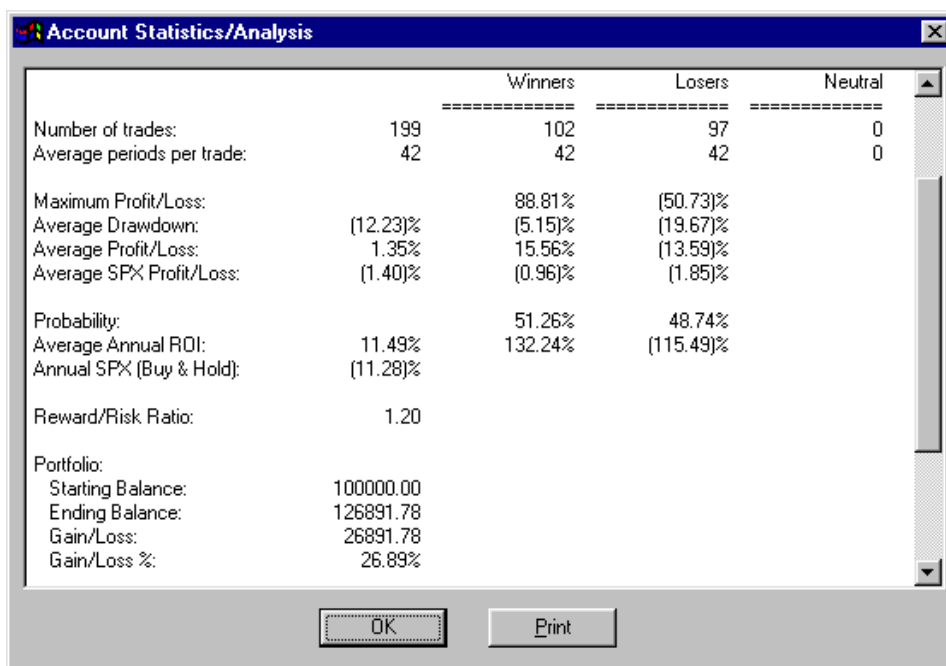 Account Statistics/Analysis
Winners Losers Neutral
============= ============= =============
Number of trades: 199 102 97 0
Average periods per trade: 42 42 42 0
Maximum Profit/Loss: 88.81% (50.73)%
Average Drawdown: (12.23)% (5.15)% (19.67)%
Average Profit/Loss: 1.35% 15.56% (13.59)%
Average SPX Profit/Loss: (1.40)% (0.96)% (1.85)%
Probability: 51.26% 48.74%
Average Annual ROI: 11.49% 132.24% (115.49)%
Annual SPX (Buy & Hold): (11.28)%
Reward/Risk Ratio: 1.20
Portfolio:
Starting Balance: 100000.00
Ending Balance: 126891.78
Gain/Loss: 26891.78
Gain/Loss %: 26.89%
OK Print